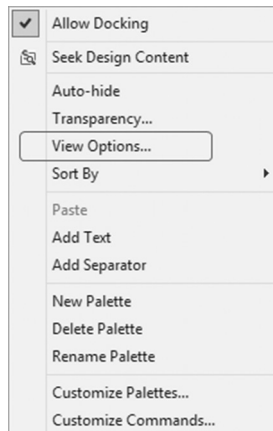 Allow Docking
Seek Design Content
Auto-hide
Transparency...
View Options...
Sort By
Paste
Add Text
Add Separator
New Palette
Delete Palette
Rename Palette
Customize Palettes...
Customize Commands...